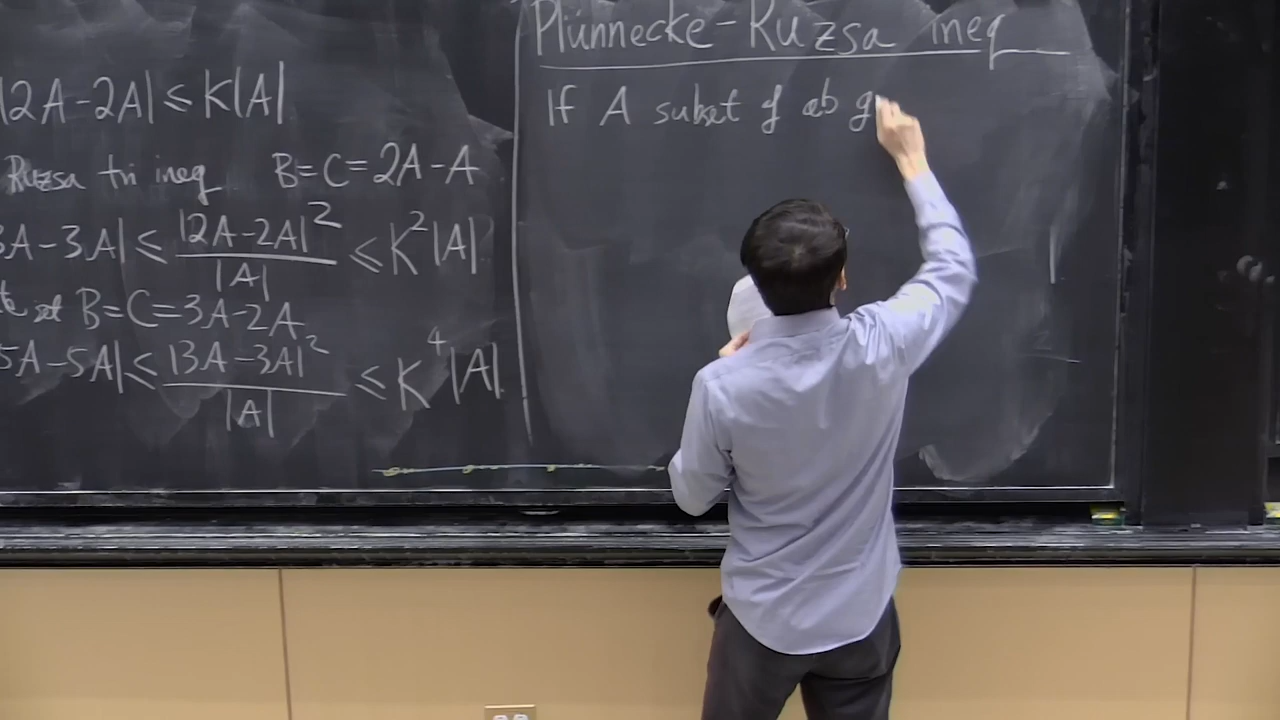 |2A-2A| ≤ K|A|
Ruzsa tri ineq B=C=2A-A
3A-3A| ≤ |2A-2A|² / |A| ≤ K²|A|
set B=C=3A-2A
5A-5A| ≤ |3A-3A|² / |A| ≤ K⁴|A|
Plünnecke-Ruzsa ineq
If A subset of ab g